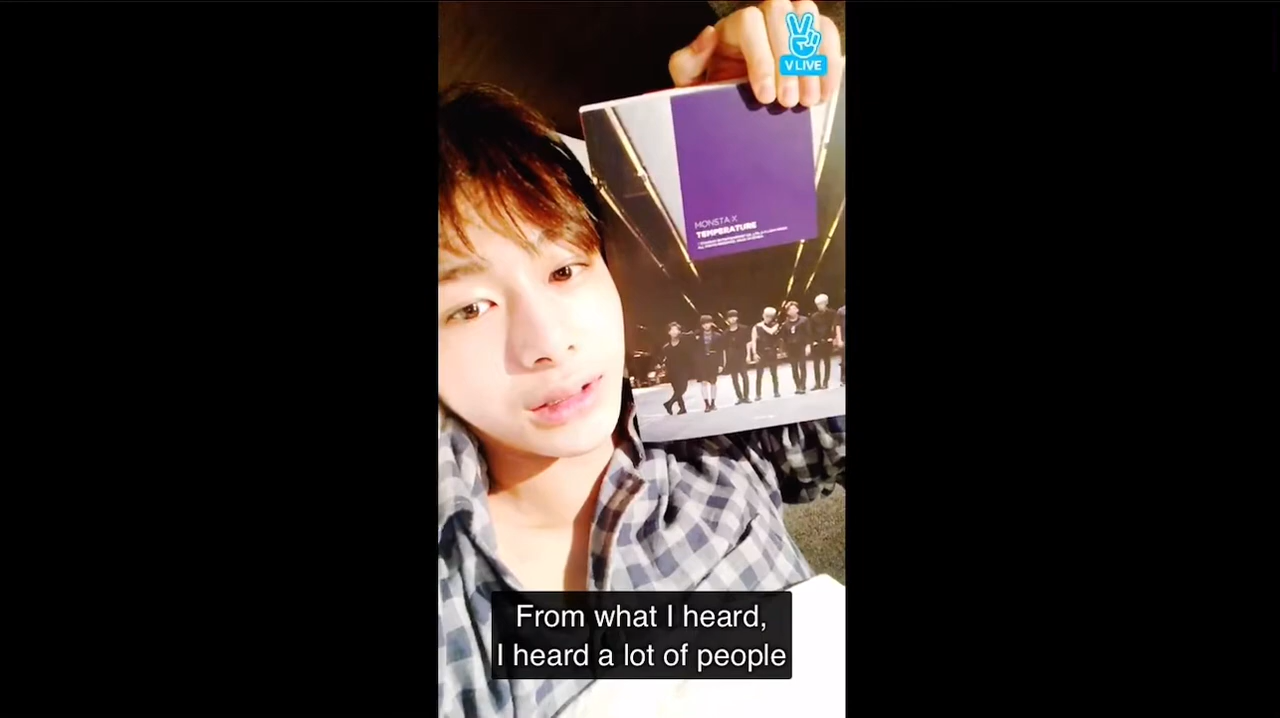 V LIVE
MONSTA X
TEMPERATURE
From what I heard,
I heard a lot of people